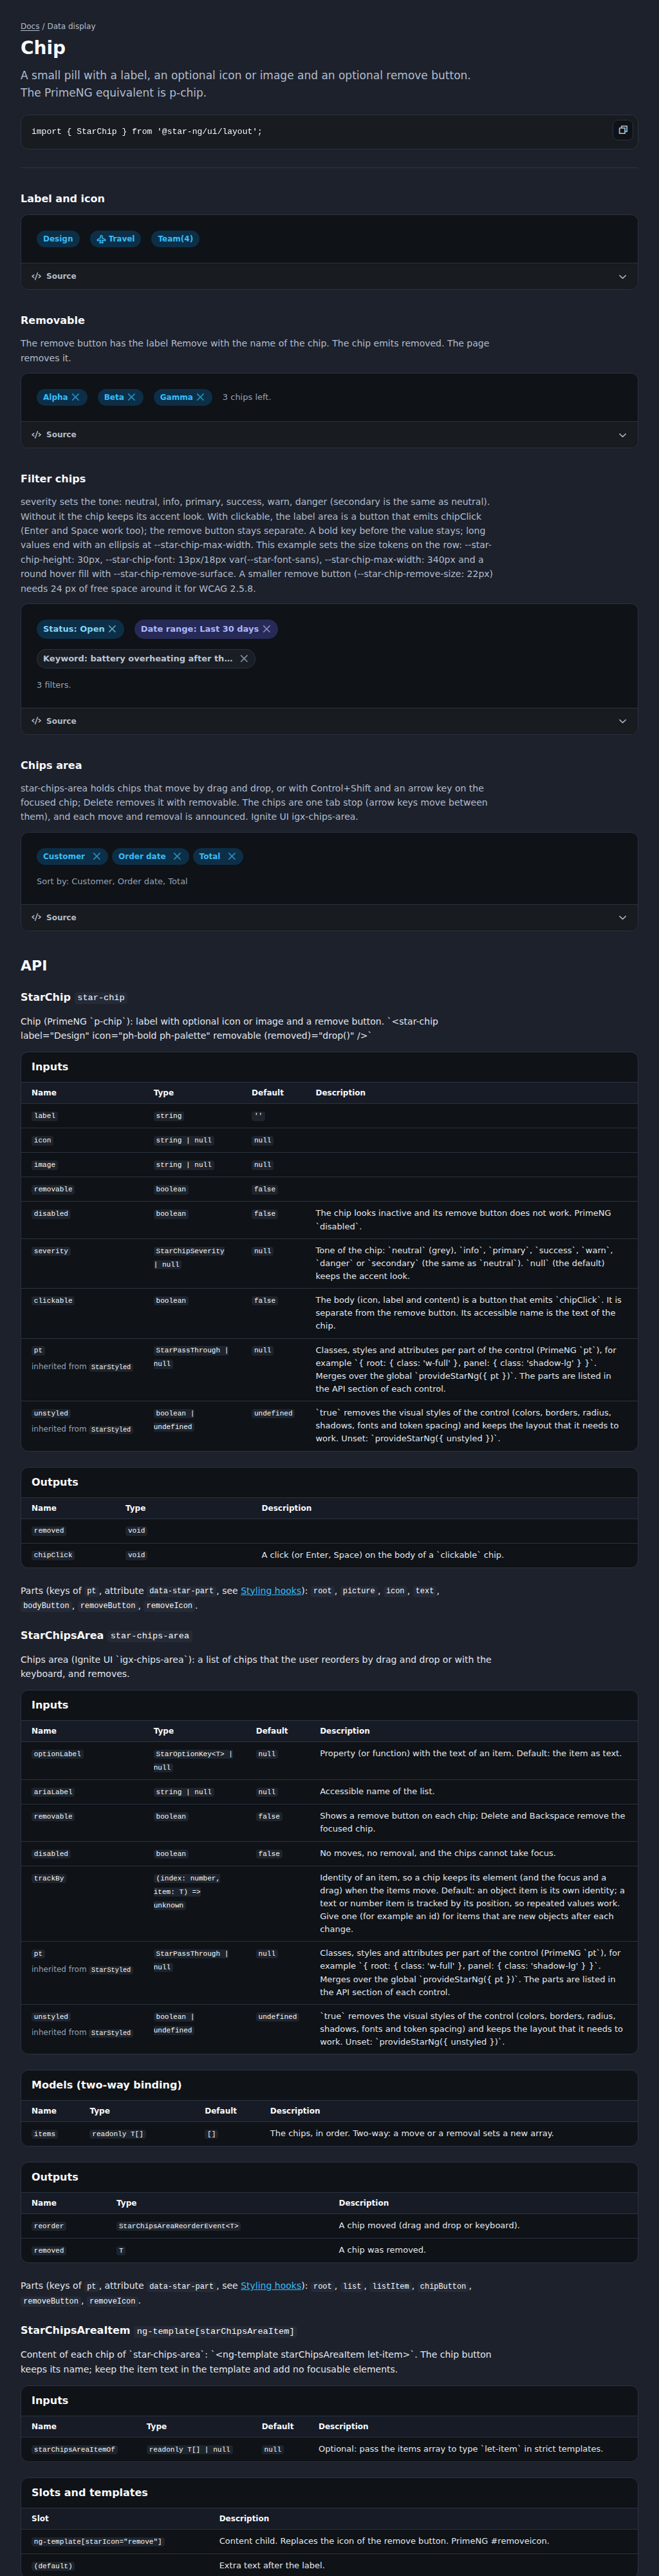 Docs / Data display
Chip
A small pill with a label, an optional icon or image and an optional remove button.
The PrimeNG equivalent is p-chip.
import { StarChip } from '@star-ng/ui/layout';
Label and icon
Design Travel Team(4)
Source
Removable
The remove button has the label Remove with the name of the chip. The chip emits removed. The page
removes it.
Alpha Beta Gamma 3 chips left.
Source
Filter chips
severity sets the tone: neutral, info, primary, success, warn, danger (secondary is the same as neutral).
Without it the chip keeps its accent look. With clickable, the label area is a button that emits chipClick
(Enter and Space work too); the remove button stays separate. A bold key before the value stays; long
values end with an ellipsis at --star-chip-max-width. This example sets the size tokens on the row: --star-
chip-height: 30px, --star-chip-font: 13px/18px var(--star-font-sans), --star-chip-max-width: 340px and a
round hover fill with --star-chip-remove-surface. A smaller remove button (--star-chip-remove-size: 22px)
needs 24 px of free space around it for WCAG 2.5.8.
Status: Open Date range: Last 30 days
Keyword: battery overheating after th...
3 filters.
Source
Chips area
star-chips-area holds chips that move by drag and drop, or with Control+Shift and an arrow key on the
focused chip; Delete removes it with removable. The chips are one tab stop (arrow keys move between
them), and each move and removal is announced. Ignite UI igx-chips-area.
Customer Order date Total
Sort by: Customer, Order date, Total
Source
API
StarChip star-chip
Chip (PrimeNG `p-chip`): label with optional icon or image and a remove button. `<star-chip
label="Design" icon="ph-bold ph-palette" removable (removed)="drop()" />`
Inputs
Name Type Default Description
label string ''
icon string | null null
image string | null null
removable boolean false
disabled boolean false The chip looks inactive and its remove button does not work. PrimeNG
`disabled`.
severity StarChipSeverity null Tone of the chip: `neutral` (grey), `info`, `primary`, `success`, `warn`,
| null `danger` or `secondary` (the same as `neutral`). `null` (the default)
keeps the accent look.
clickable boolean false The body (icon, label and content) is a button that emits `chipClick`. It is
separate from the remove button. Its accessible name is the text of the
chip.
pt StarPassThrough | null Classes, styles and attributes per part of the control (PrimeNG `pt`), for
inherited from StarStyled null example `{ root: { class: 'w-full' }, panel: { class: 'shadow-lg' } }`.
Merges over the global `provideStarNg({ pt })`. The parts are listed in
the API section of each control.
unstyled boolean | undefined `true` removes the visual styles of the control (colors, borders, radius,
inherited from StarStyled undefined shadows, fonts and token spacing) and keeps the layout that it needs to
work. Unset: `provideStarNg({ unstyled })`.
Outputs
Name Type Description
removed void
chipClick void A click (or Enter, Space) on the body of a `clickable` chip.
Parts (keys of pt, attribute data-star-part, see Styling hooks): root, picture, icon, text,
bodyButton, removeButton, removeIcon.
StarChipsArea star-chips-area
Chips area (Ignite UI `igx-chips-area`): a list of chips that the user reorders by drag and drop or with the
keyboard, and removes.
Inputs
Name Type Default Description
optionLabel StarOptionKey<T> | null Property (or function) with the text of an item. Default: the item as text.
null
ariaLabel string | null null Accessible name of the list.
removable boolean false Shows a remove button on each chip; Delete and Backspace remove the
focused chip.
disabled boolean false No moves, no removal, and the chips cannot take focus.
trackBy (index: number, Identity of an item, so a chip keeps its element (and the focus and a
item: T) => drag) when the items move. Default: an object item is its own identity; a
unknown text or number item is tracked by its position, so repeated values work.
Give one (for example an id) for items that are new objects after each
change.
pt StarPassThrough | null Classes, styles and attributes per part of the control (PrimeNG `pt`), for
inherited from StarStyled null example `{ root: { class: 'w-full' }, panel: { class: 'shadow-lg' } }`.
Merges over the global `provideStarNg({ pt })`. The parts are listed in
the API section of each control.
unstyled boolean | undefined `true` removes the visual styles of the control (colors, borders, radius,
inherited from StarStyled undefined shadows, fonts and token spacing) and keeps the layout that it needs to
work. Unset: `provideStarNg({ unstyled })`.
Models (two-way binding)
Name Type Default Description
items readonly T[] [] The chips, in order. Two-way: a move or a removal sets a new array.
Outputs
Name Type Description
reorder StarChipsAreaReorderEvent<T> A chip moved (drag and drop or keyboard).
removed T A chip was removed.
Parts (keys of pt, attribute data-star-part, see Styling hooks): root, list, listItem, chipButton,
removeButton, removeIcon.
StarChipsAreaItem ng-template[starChipsAreaItem]
Content of each chip of `star-chips-area`: `<ng-template starChipsAreaItem let-item>`. The chip button
keeps its name; keep the item text in the template and add no focusable elements.
Inputs
Name Type Default Description
starChipsAreaItemOf readonly T[] | null null Optional: pass the items array to type `let-item` in strict templates.
Slots and templates
Slot Description
ng-template[starIcon="remove"] Content child. Replaces the icon of the remove button. PrimeNG #removeicon.
(default) Extra text after the label.